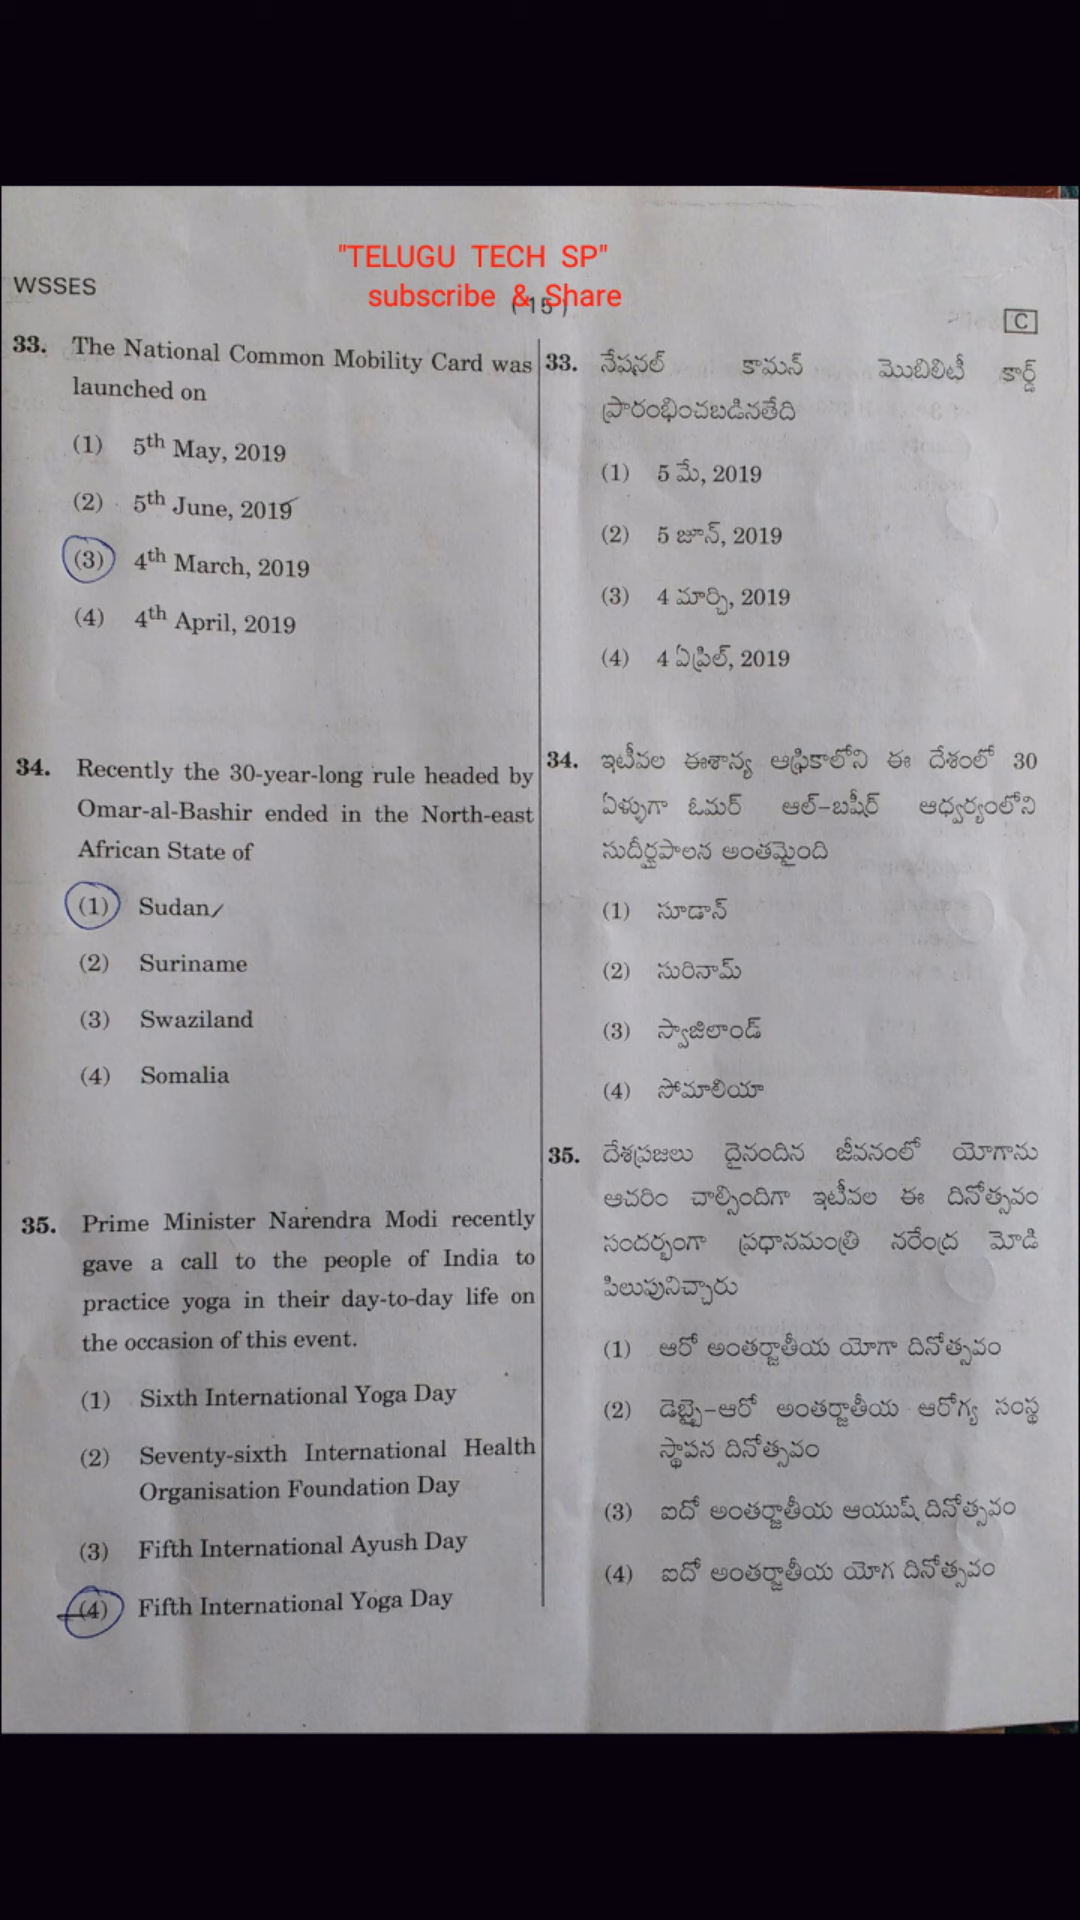 "TELUGU TECH SP"
subscribe & Share
WSSES
(15)
C
33. The National Common Mobility Card was
launched on
(1) 5th May, 2019
(2) 5th June, 2019
(3) 4th March, 2019
(4) 4th April, 2019
34. Recently the 30-year-long rule headed by
Omar-al-Bashir ended in the North-east
African State of
(1) Sudan
(2) Suriname
(3) Swaziland
(4) Somalia
35. Prime Minister Narendra Modi recently
gave a call to the people of India to
practice yoga in their day-to-day life on
the occasion of this event.
(1) Sixth International Yoga Day
(2) Seventy-sixth International Health
Organisation Foundation Day
(3) Fifth International Ayush Day
(4) Fifth International Yoga Day
33. నేషనల్ కామన్ మొబిలిటీ కార్డ్
ప్రారంభించబడినతేది
(1) 5 మే, 2019
(2) 5 జూన్, 2019
(3) 4 మార్చి, 2019
(4) 4 ఏప్రిల్, 2019
34. ఇటీవల ఈశాన్య ఆఫ్రికాలోని ఈ దేశంలో 30
ఏళ్ళుగా ఓమర్ ఆల్-బషీర్ ఆధ్వర్యంలోని
సుదీర్ఘపాలన అంతమైంది
(1) సూడాన్
(2) సురినామ్
(3) స్వాజిలాండ్
(4) సోమాలియా
35. దేశప్రజలు దైనందిన జీవనంలో యోగాను
ఆచరిం చాల్సిందిగా ఇటీవల ఈ దినోత్సవం
సందర్భంగా ప్రధానమంత్రి నరేంద్ర మోడి
పిలుపునిచ్చారు
(1) ఆరో అంతర్జాతీయ యోగా దినోత్సవం
(2) డెబ్బై-ఆరో అంతర్జాతీయ ఆరోగ్య సంస్థ
స్థాపన దినోత్సవం
(3) ఐదో అంతర్జాతీయ ఆయుష్ దినోత్సవం
(4) ఐదో అంతర్జాతీయ యోగ దినోత్సవం